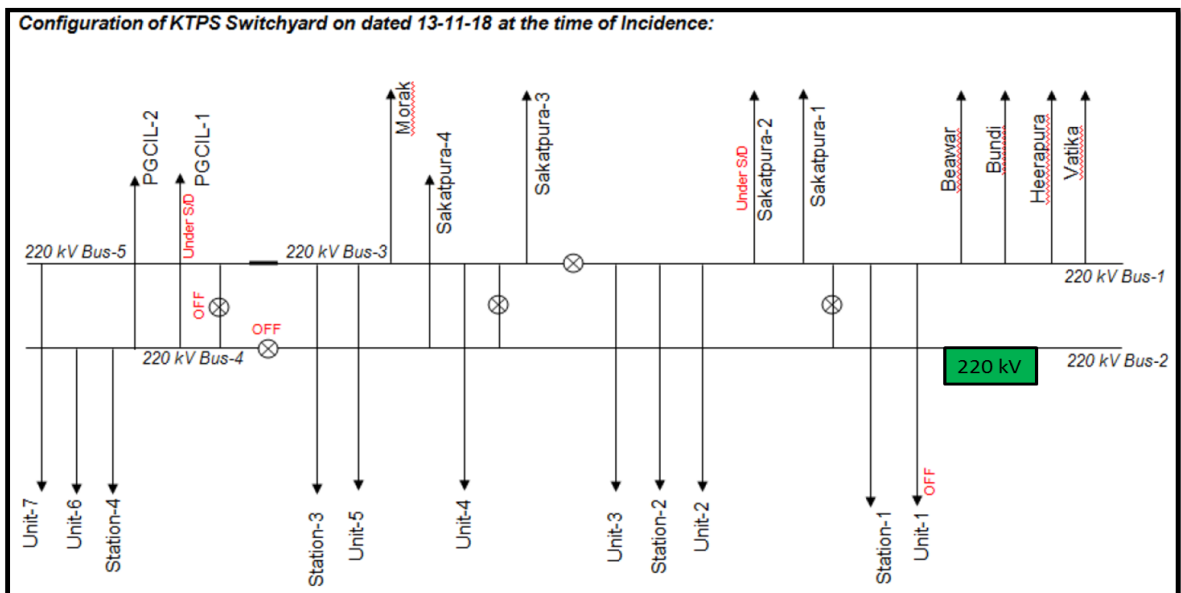 Configuration of KTPS Switchyard on dated 13-11-18 at the time of Incidence:
PGCIL-2
PGCIL-1
Under S/D
Morak
Sakatpura-4
Sakatpura-3
Under S/D
Sakatpura-2
Sakatpura-1
Beawar
Bundi
Heerapura
Vatika
220 kV Bus-5
220 kV Bus-3
220 kV Bus-1
OFF
OFF
220 kV Bus-4
220 kV
220 kV Bus-2
Unit-7
Unit-6
Station-4
Station-3
Unit-5
Unit-4
Unit-3
Station-2
Unit-2
Station-1
Unit-1
OFF